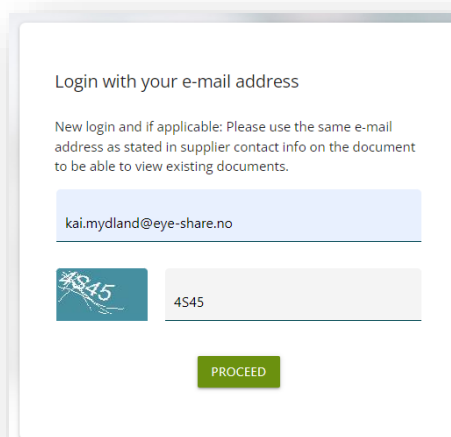 Login with your e-mail address
New login and if applicable: Please use the same e-mail
address as stated in supplier contact info on the document
to be able to view existing documents.
kai.mydland@eye-share.no
4S45
4S45
PROCEED